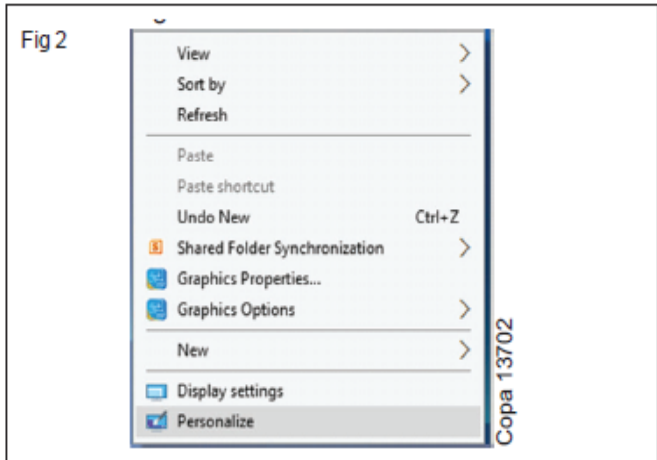 Fig 2
View
Sort by
Refresh
Paste
Paste shortcut
Undo New Ctrl+Z
Shared Folder Synchronization
Graphics Properties...
Graphics Options
New
Display settings
Personalize
Copa 13702